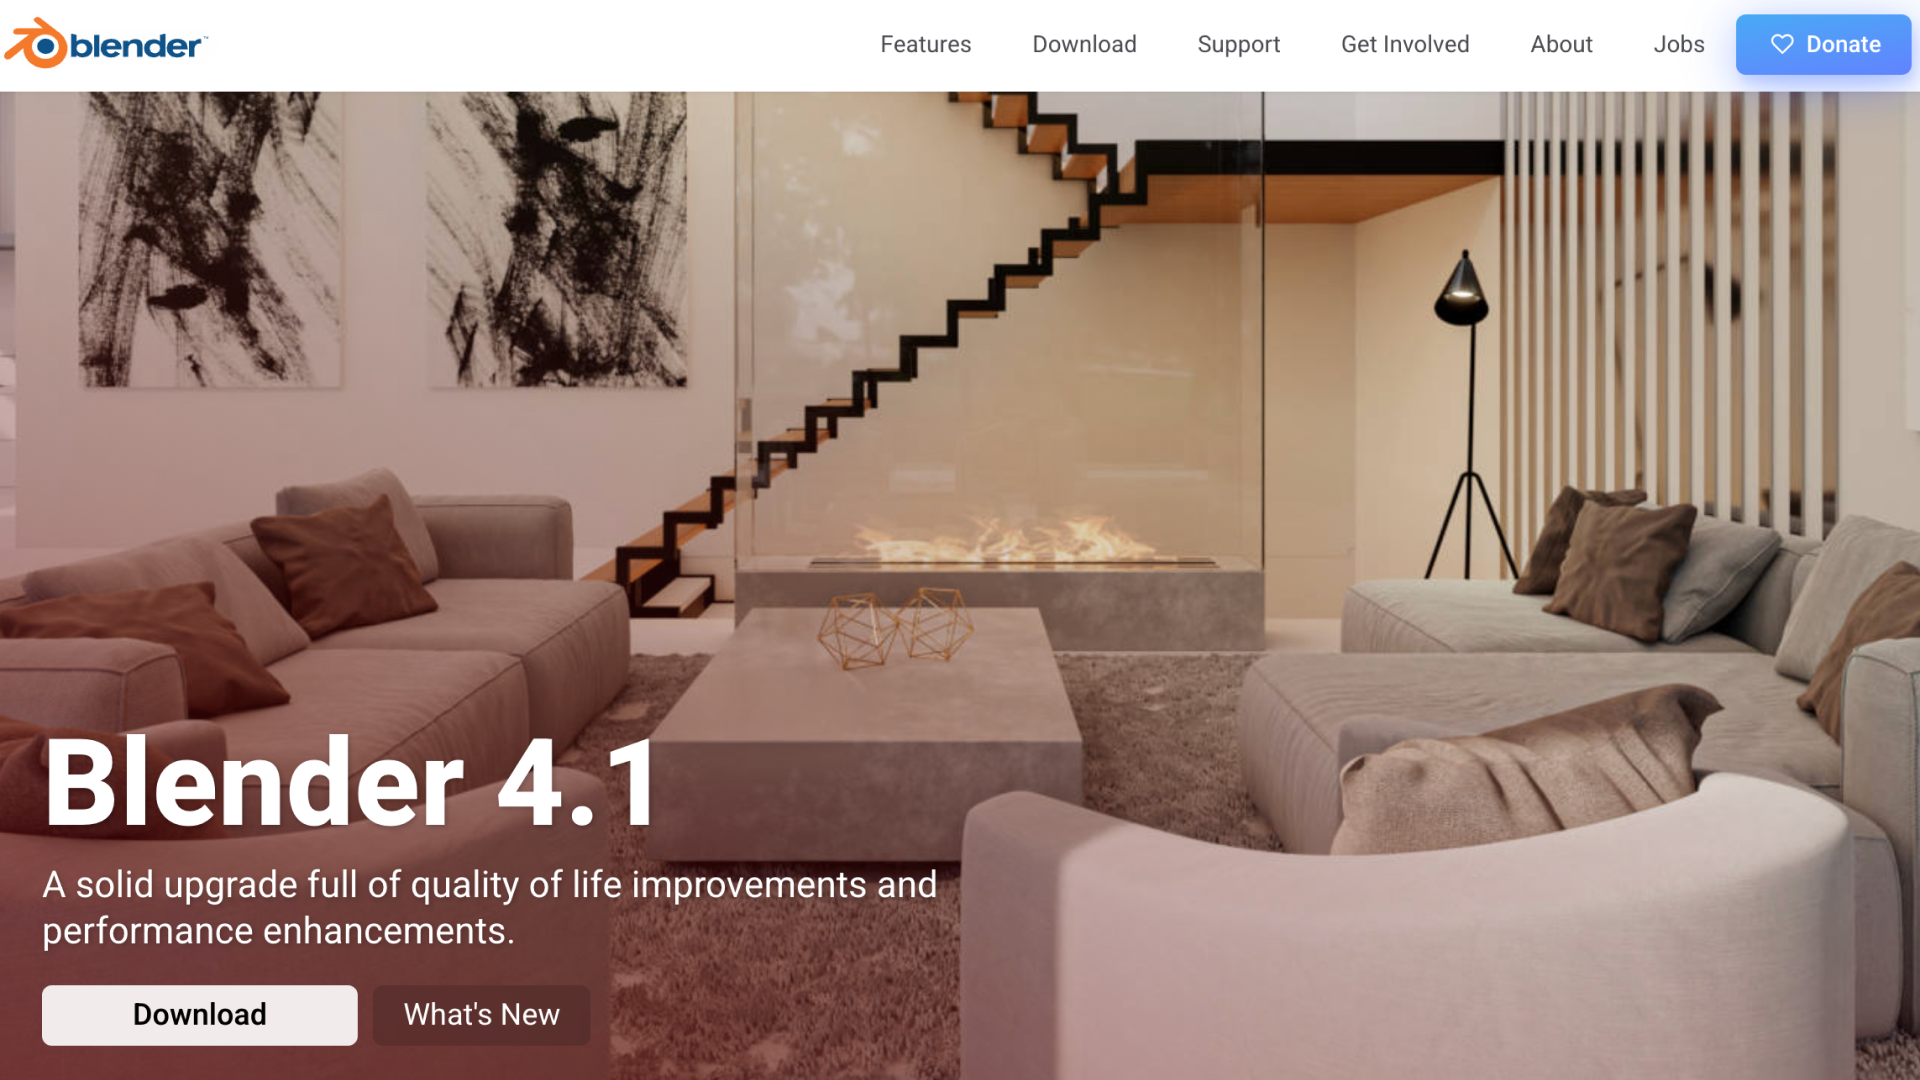 blender™
Features
Download
Support
Get Involved
About
Jobs
Donate
Blender 4.1
A solid upgrade full of quality of life improvements and
performance enhancements.
Download
What's New